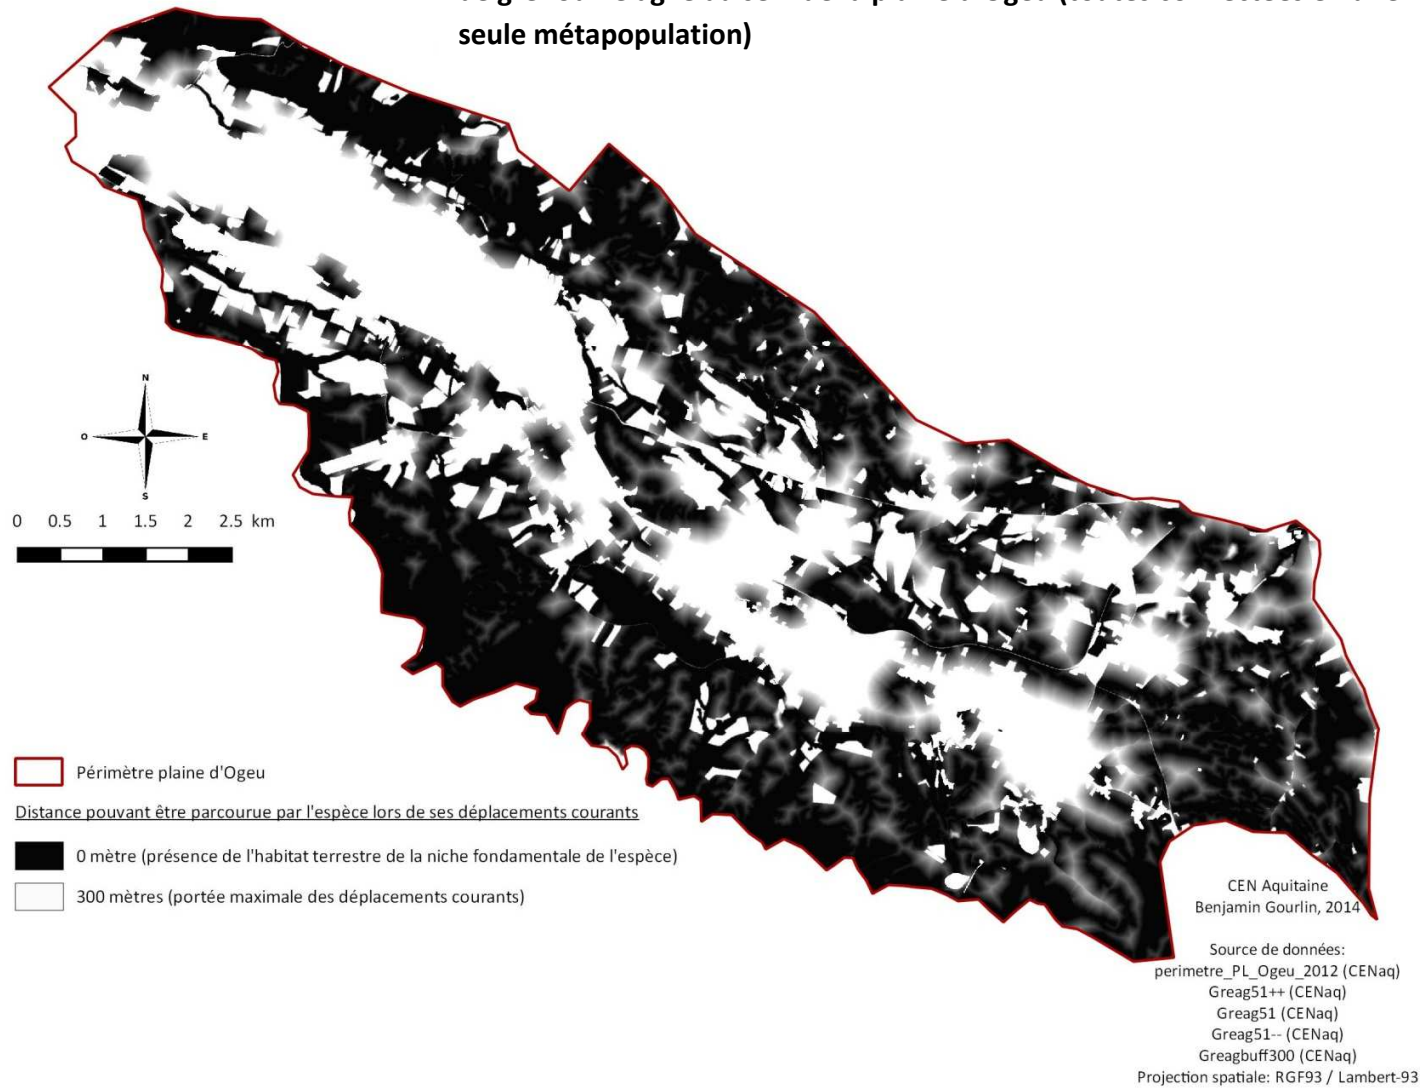 seule métapopulation)
N
O
E
S
0 0.5 1 1.5 2 2.5 km
Périmètre plaine d'Ogeu
Distance pouvant être parcourue par l'espèce lors de ses déplacements courants
0 mètre (présence de l'habitat terrestre de la niche fondamentale de l'espèce)
300 mètres (portée maximale des déplacements courants)
CEN Aquitaine
Benjamin Gourlin, 2014
Source de données:
perimetre_PL_Ogeu_2012 (CENaq)
Greag51++ (CENaq)
Greag51 (CENaq)
Greag51-- (CENaq)
Greagbuff300 (CENaq)
Projection spatiale: RGF93 / Lambert-93